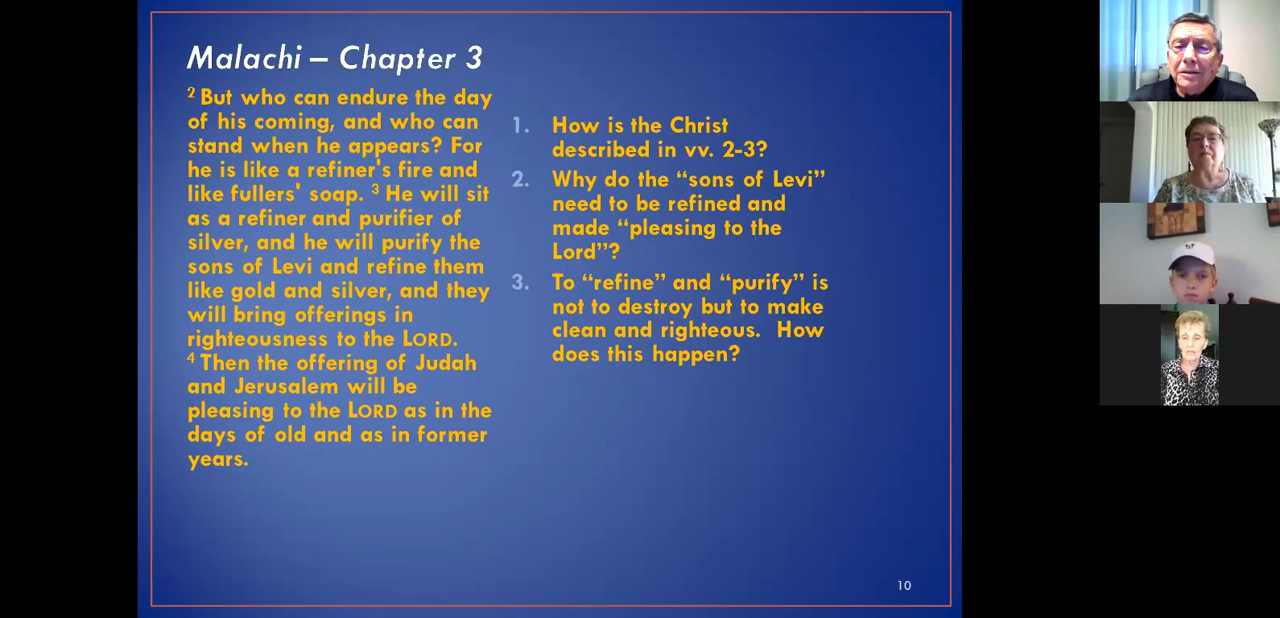 Malachi – Chapter 3
2 But who can endure the day
of his coming, and who can
stand when he appears? For
he is like a refiner's fire and
like fullers' soap. 3 He will sit
as a refiner and purifier of
silver, and he will purify the
sons of Levi and refine them
like gold and silver, and they
will bring offerings in
righteousness to the LORD.
4 Then the offering of Judah
and Jerusalem will be
pleasing to the LORD as in the
days of old and as in former
years.
1. How is the Christ
described in vv. 2-3?
2. Why do the “sons of Levi”
need to be refined and
made “pleasing to the
Lord”?
3. To “refine” and “purify” is
not to destroy but to make
clean and righteous.  How
does this happen?
10